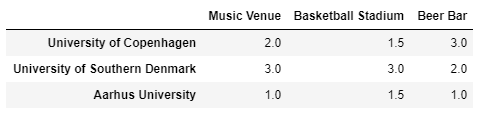 Music Venue Basketball Stadium Beer Bar
University of Copenhagen 2.0 1.5 3.0
University of Southern Denmark 3.0 3.0 2.0
Aarhus University 1.0 1.5 1.0